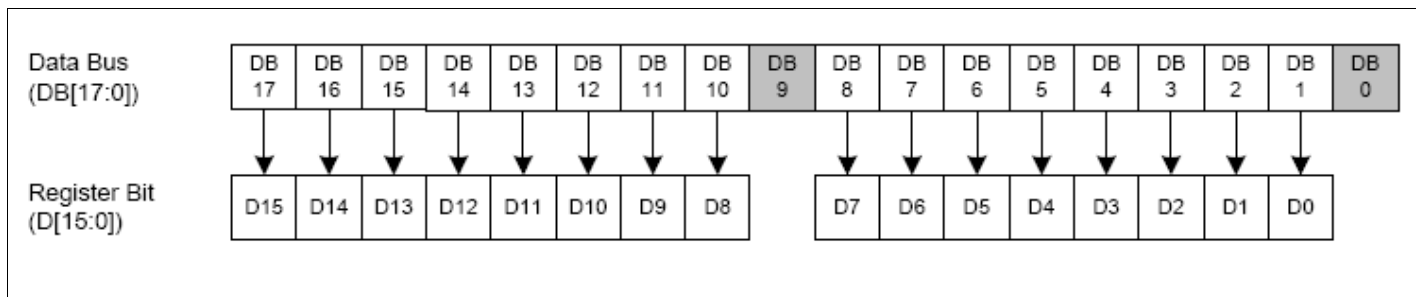 Data Bus
(DB[17:0])
DB 17 DB 16 DB 15 DB 14 DB 13 DB 12 DB 11 DB 10 DB 9 DB 8 DB 7 DB 6 DB 5 DB 4 DB 3 DB 2 DB 1 DB 0
Register Bit
(D[15:0])
D15 D14 D13 D12 D11 D10 D9 D8 D7 D6 D5 D4 D3 D2 D1 D0